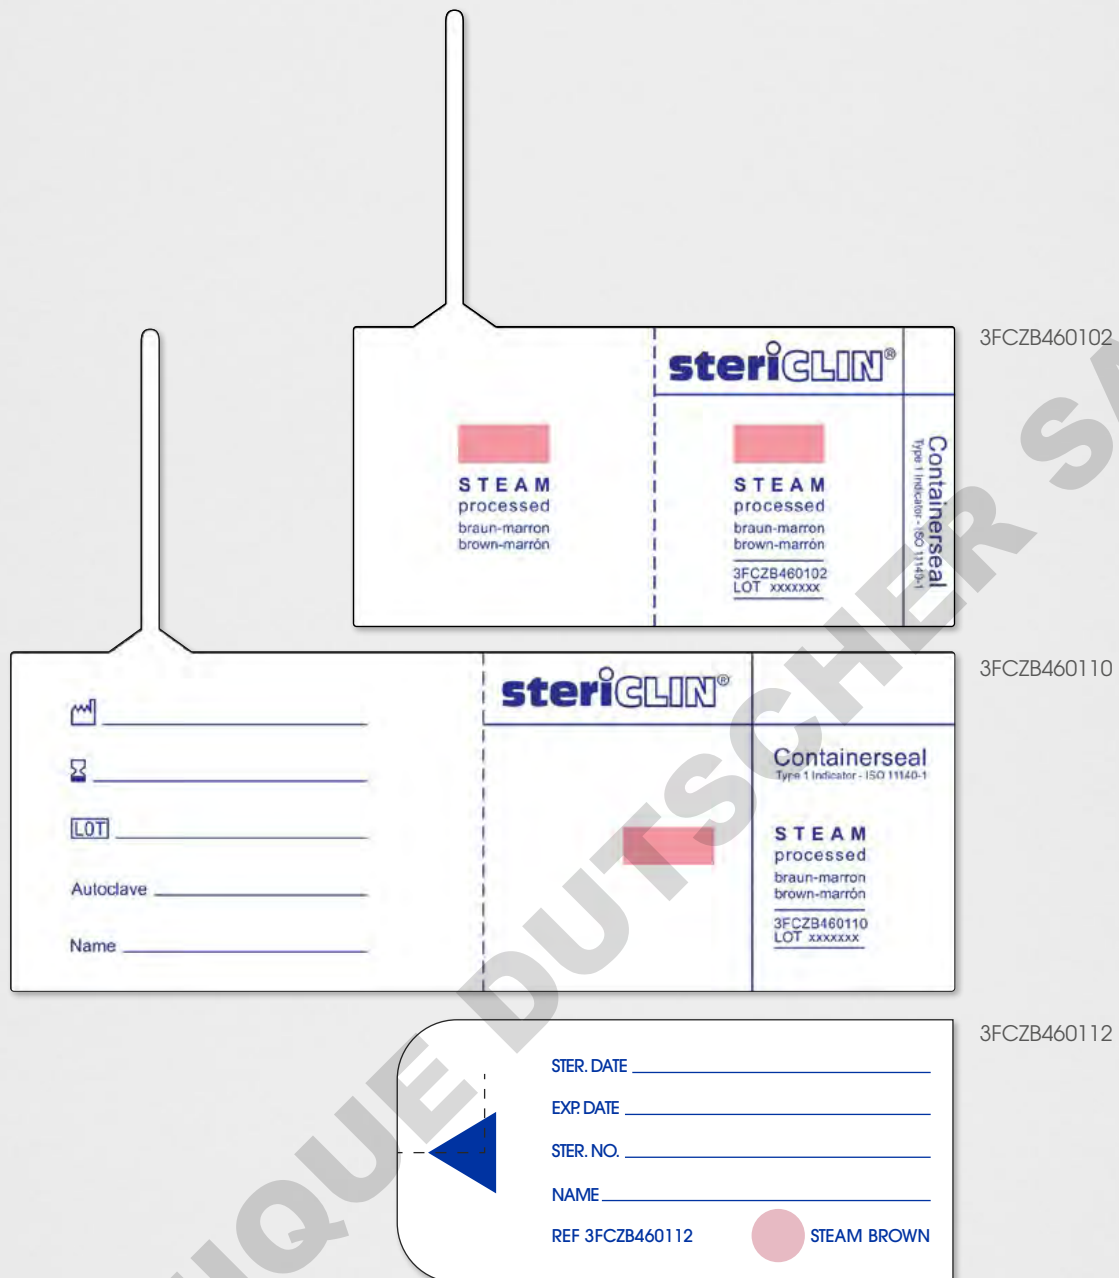 3FCZB460102
steriCLIN®
STEAM
processed
braun-marron
brown-marrón
STEAM
processed
braun-marron
brown-marrón
3FCZB460102
LOT xxxxxxx
Containerseal
Type 1 Indicator - ISO 11140-1
3FCZB460110
steriCLIN®
LOT
Autoclave
Name
Containerseal
Type 1 Indicator - ISO 11140-1
STEAM
processed
braun-marron
brown-marrón
3FCZB460110
LOT xxxxxxx
3FCZB460112
STER. DATE
EXP. DATE
STER. NO.
NAME
REF 3FCZB460112 STEAM BROWN
DUTSCHER